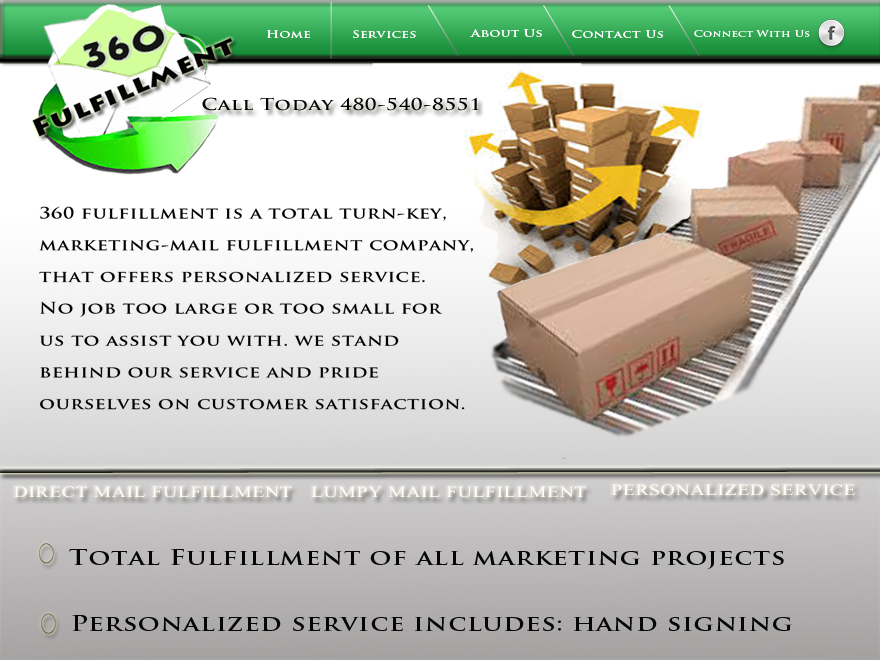 Home Services About Us Contact Us Connect With Us f
360
FULFILLMENT
Call Today 480-540-8551
360 fulfillment is a total turn-key,
marketing-mail fulfillment company,
that offers personalized service.
No job too large or too small for
us to assist you with. we stand
behind our service and pride
ourselves on customer satisfaction.
FRAGILE
DIRECT MAIL FULFILLMENT LUMPY MAIL FULFILLMENT PERSONALIZED SERVICE
Total Fulfillment of all marketing projects
Personalized service includes: hand signing